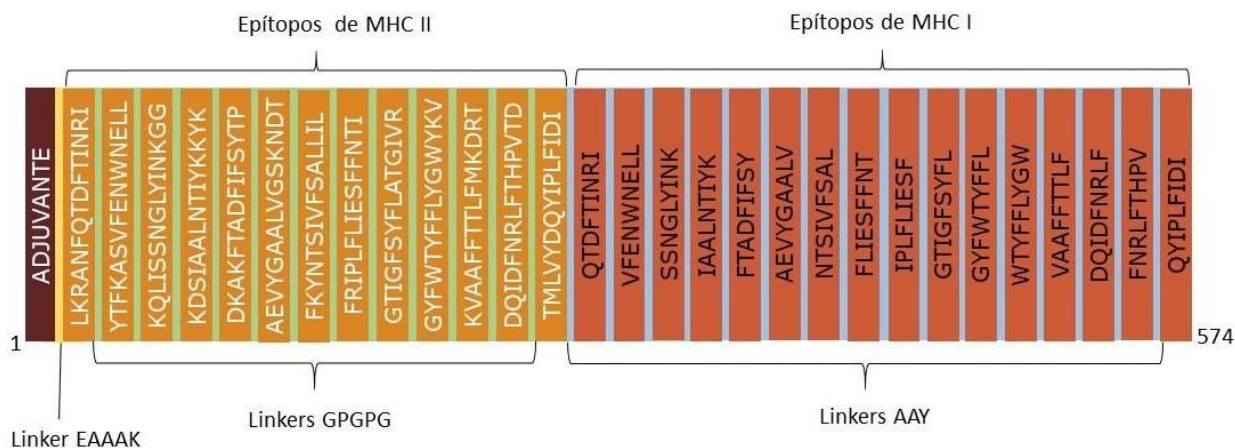 Epítopos de MHC II
Epítopos de MHC I
ADJUVANTE
LKRANFQTDFTINRI
YTFKASVFENWNELL
KQLISSNGLYINKGG
KDSIAALNTIYKKYK
DKAKFTADFIFSYTP
AEVYGAALVGSKNDT
FKYNTSIVFSALLIL
FRIPLFLIESFFNTI
GTIGFSYFLATGIVR
GYFWTYFFLYGWYKV
KVAAFFTTLFMKDRT
DQIDFNRLFTHPVTD
TMLVYDQYIPLFIDI
QTDFTINRI
VFENWNELL
SSNGLYINK
IAALNTIYK
FTADFIFSY
AEVYGAALV
NTSIVFSAL
FLIESFFNT
IPLFLIESF
GTIGFSYFL
GYFWTYFFL
WTYFFLYGW
VAAFFTTLF
DQIDFNRLF
FNRLFTHPV
QYIPLFIDI
1
574
Linkers GPGPG
Linkers AAY
Linker EAAAK